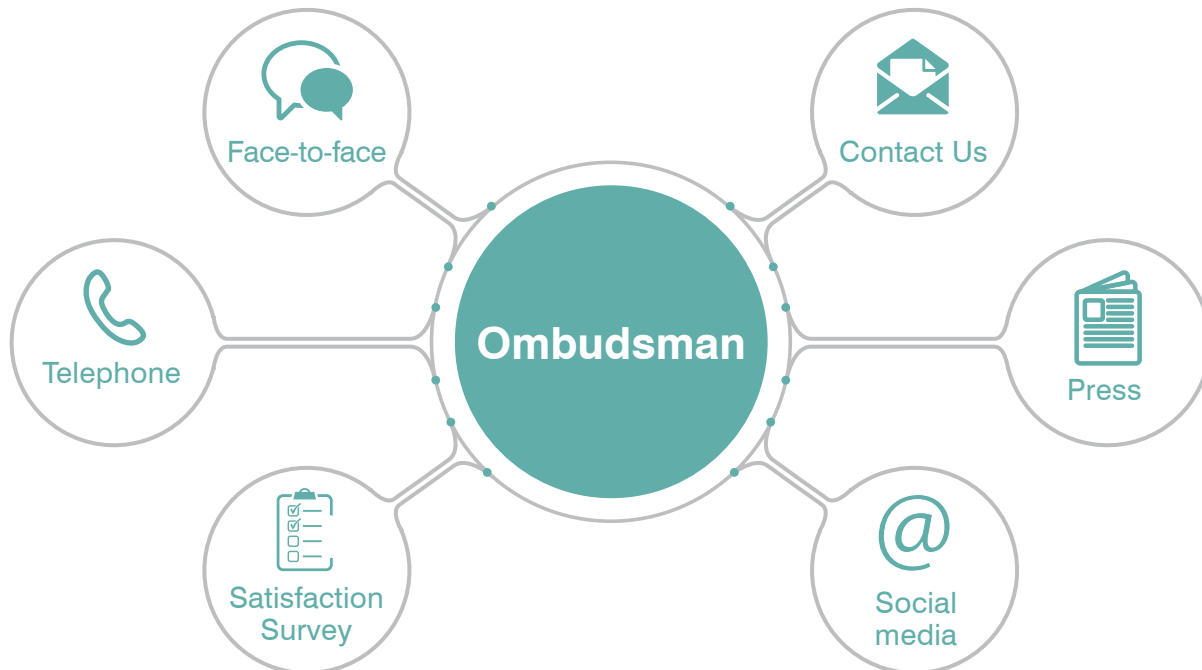 Face-to-face
Contact Us
Ombudsman
Telephone
Press
Satisfaction
Survey
@
Social
media